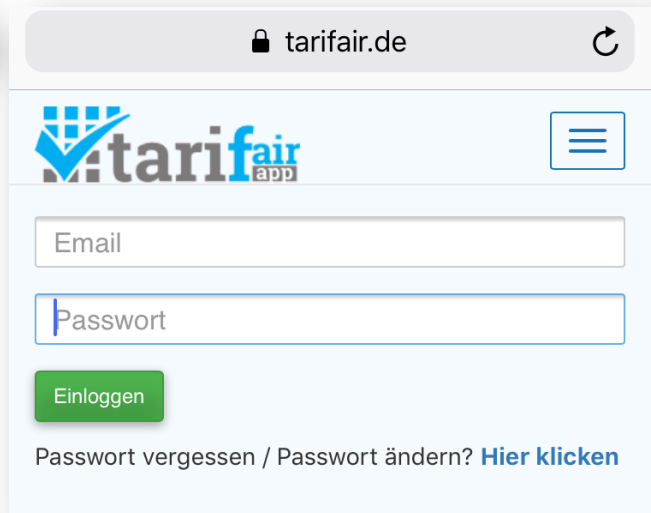 tarifair.de
tarifair
app
Email
Passwort
Einloggen
Passwort vergessen / Passwort ändern? Hier klicken